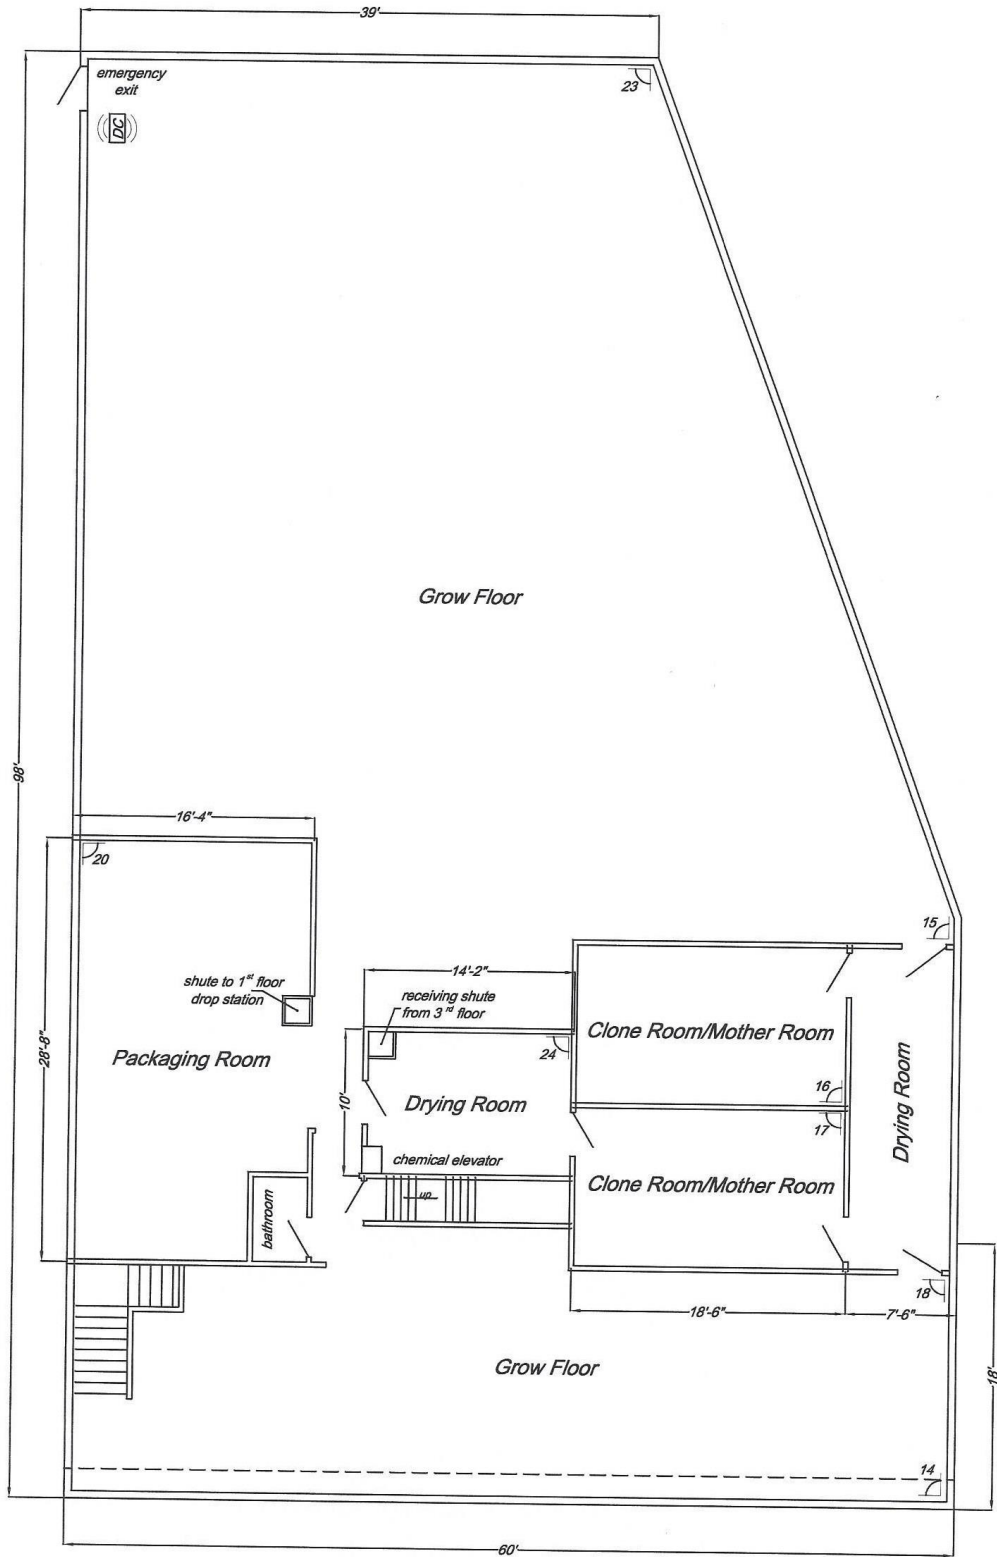 39'
emergency
exit
DC
23
Grow Floor
98'
16'-4"
20
15
14'-2"
shute to 1st floor
drop station
receiving shute
from 3rd floor
28'-8"
Packaging Room
24
Clone Room/Mother Room
10'
Drying Room
16
17
Drying Room
chemical elevator
up
bathroom
Clone Room/Mother Room
18
18'-6"
7'-6"
Grow Floor
18'
14
60'